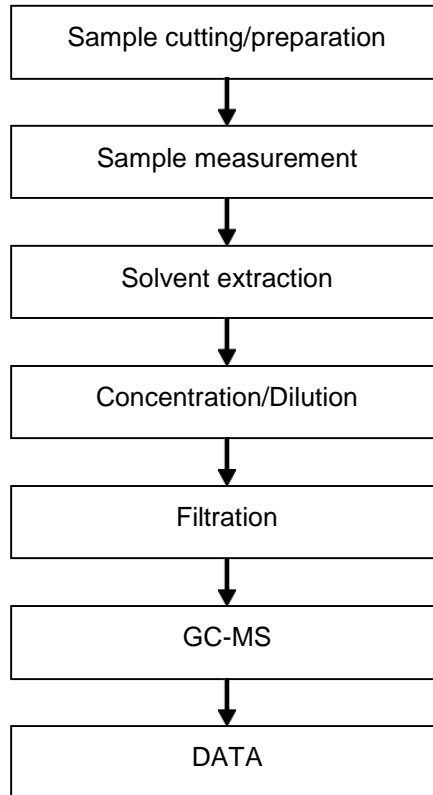 Sample cutting/preparation
Sample measurement
Solvent extraction
Concentration/Dilution
Filtration
GC-MS
DATA